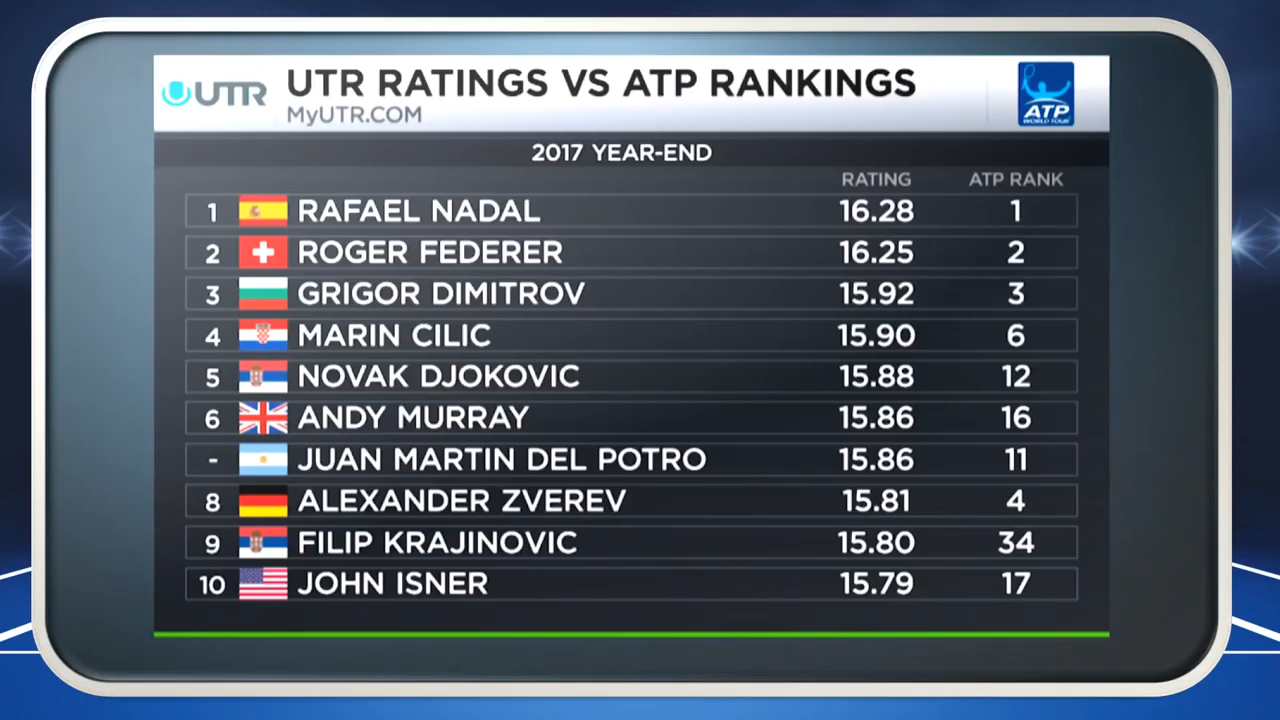 UTR UTR RATINGS VS ATP RANKINGS
MyUTR.COM
ATP
WORLD TOUR
2017 YEAR-END
RATING ATP RANK
1 RAFAEL NADAL 16.28 1
2 ROGER FEDERER 16.25 2
3 GRIGOR DIMITROV 15.92 3
4 MARIN CILIC 15.90 6
5 NOVAK DJOKOVIC 15.88 12
6 ANDY MURRAY 15.86 16
- JUAN MARTIN DEL POTRO 15.86 11
8 ALEXANDER ZVEREV 15.81 4
9 FILIP KRAJINOVIC 15.80 34
10 JOHN ISNER 15.79 17